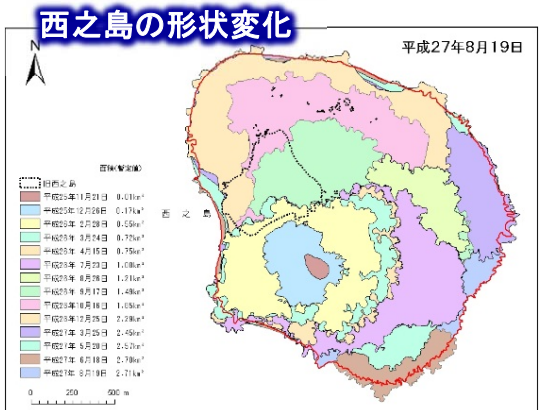 西之島の形状変化
N
平成27年8月19日
面積(暫定値)
旧西之島
平成25年11月21日 0.01km²
平成25年12月26日 0.17km²
平成26年 2月28日 0.55km²
平成26年 3月24日 0.72km²
平成26年 4月15日 0.75km²
平成26年 7月23日 1.08km²
平成26年 8月26日 1.21km²
平成26年 9月17日 1.49km²
平成26年10月16日
平成26年12月25日 2.29km²
平成27年 3月25日 2.45km²
平成27年 5月20日 2.57km²
平成27年 6月18日 2.70km²
平成27年 8月19日 2.71km²
西之島
0 250 500 m